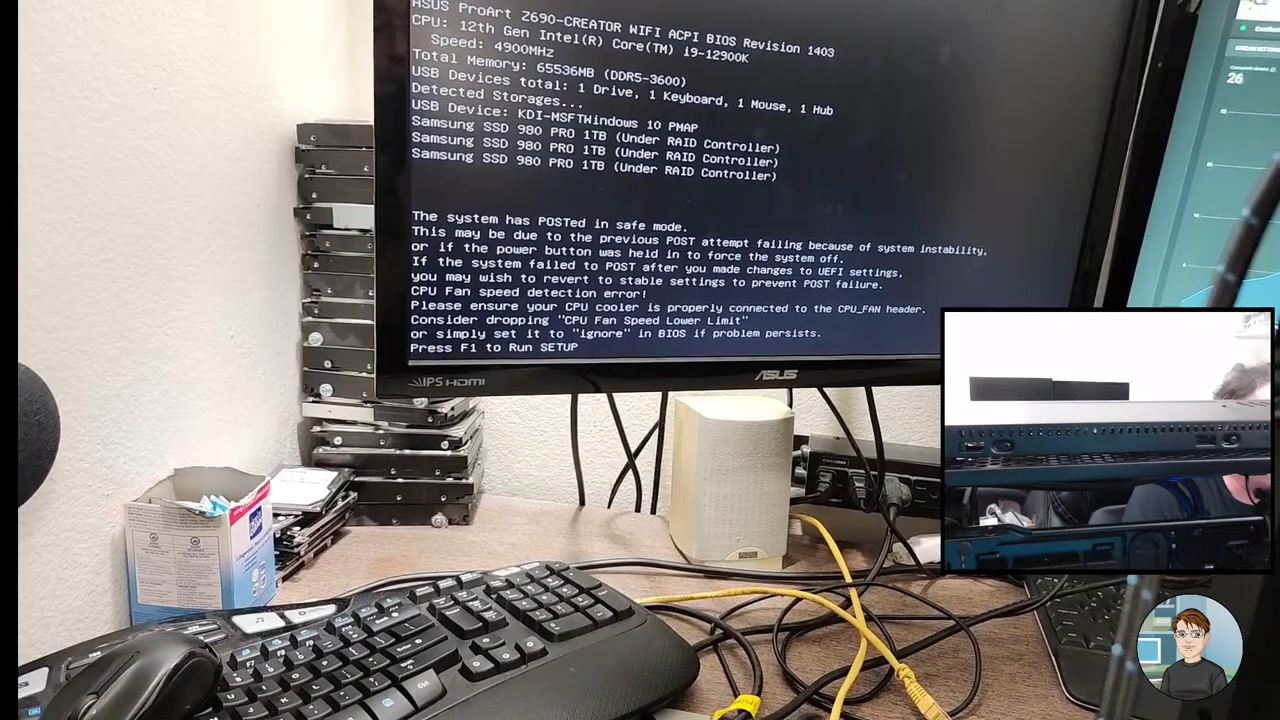 ASUS ProArt Z690-CREATOR WIFI ACPI BIOS Revision 1403
CPU: 12th Gen Intel(R) Core(TM) i9-12900K
Speed: 4900MHz
Total Memory: 65536MB (DDR5-3600)
USB Devices total: 1 Drive, 1 Keyboard, 1 Mouse, 1 Hub
Detected Storages...
USB Device: KDI-MSFTWindows 10 PMAP
Samsung SSD 980 PRO 1TB (Under RAID Controller)
Samsung SSD 980 PRO 1TB (Under RAID Controller)
Samsung SSD 980 PRO 1TB (Under RAID Controller)
The system has POSTed in safe mode.
This may be due to the previous POST attempt failing because of system instability,
or if the power button was held in to force the system off.
If the system failed to POST after you made changes to UEFI settings,
you may wish to revert to stable settings to prevent POST failure.
CPU Fan speed detection error!
Please ensure your CPU cooler is properly connected to the CPU_FAN header.
Consider dropping "CPU Fan Speed Lower Limit"
or simply set it to "ignore" in BIOS if problem persists.
Press F1 to Run SETUP
IPS HDMI
ASUS
26
Ctrl